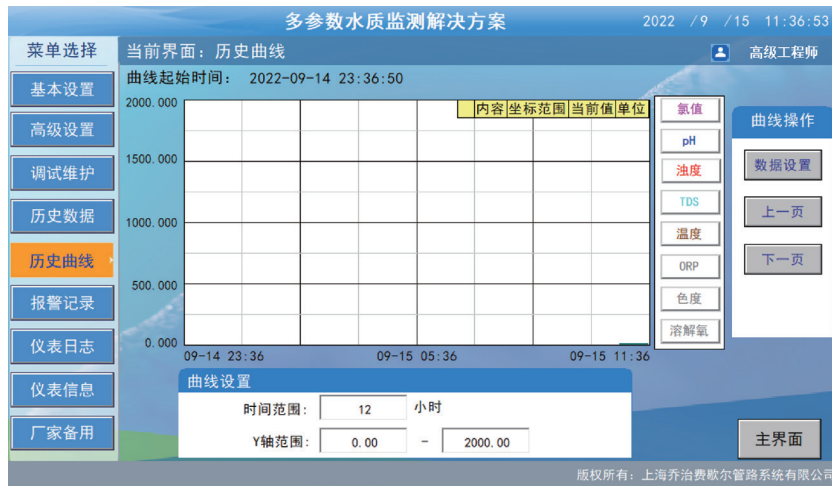 多参数水质监测解决方案
2022 /9 /15 11:36:53
菜单选择
当前界面：历史曲线
高级工程师
基本设置
高级设置
调试维护
历史数据
历史曲线
报警记录
仪表日志
仪表信息
厂家备用
曲线起始时间： 2022-09-14 23:36:50
2000.000
1500.000
1000.000
500.000
0.000
内容 坐标范围 当前值 单位
09-14 23:36
09-15 05:36
09-15 11:36
氯值
pH
浊度
TDS
温度
ORP
色度
溶解氧
曲线操作
数据设置
上一页
下一页
曲线设置
时间范围： 12 小时
Y轴范围： 0.00 - 2000.00
主界面
版权所有：上海乔治费歇尔管路系统有限公司